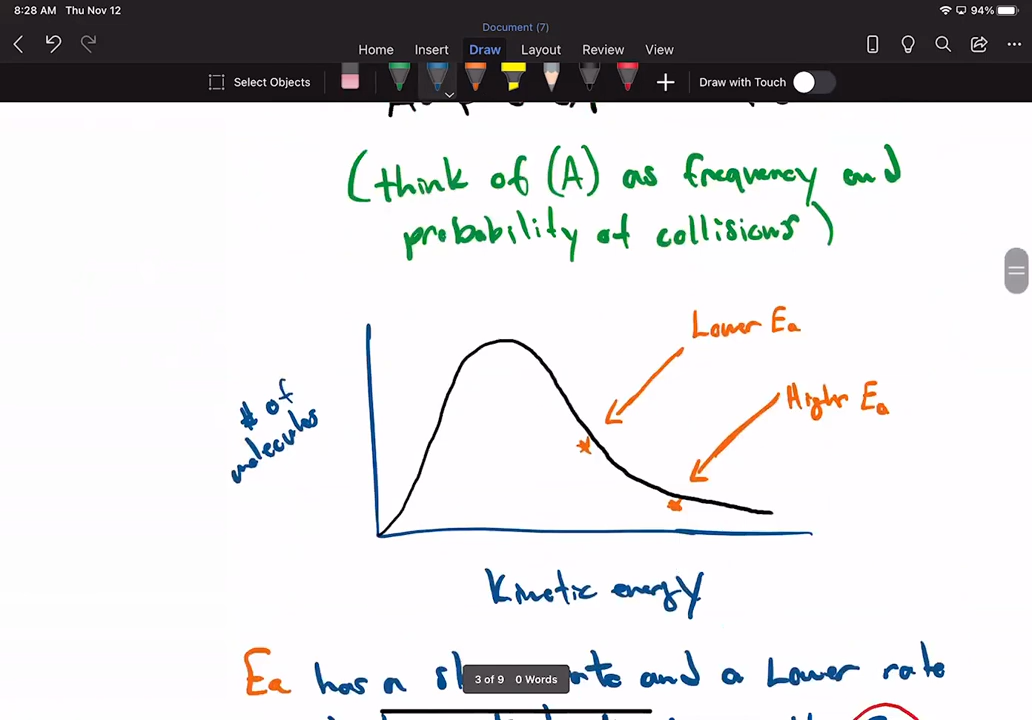 8:28 AM Thu Nov 12
94%
Document (7)
Home Insert Draw Layout Review View
Select Objects
Draw with Touch
(think of (A) as frequency and
probability of collisions)
Lower Ea
Higher Ea
# of
molecules
Kinetic energy
3 of 9 0 Words
Ea has a and a Lower rate